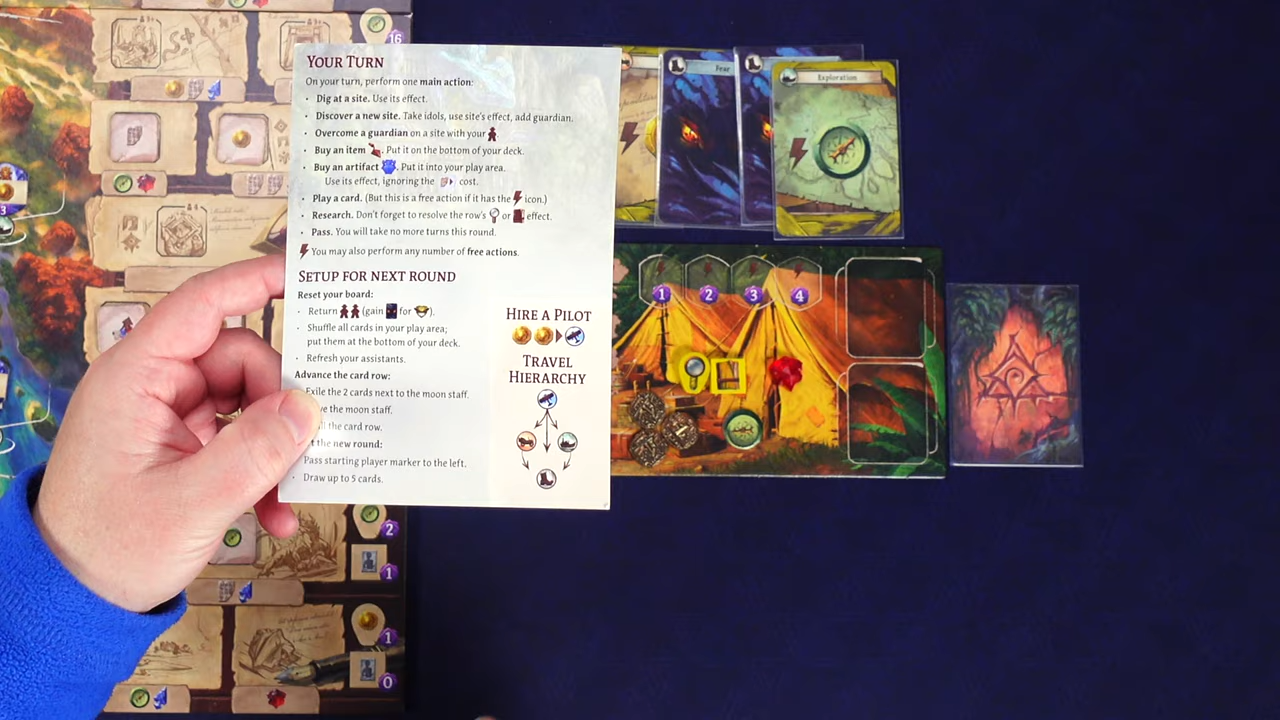 YOUR TURN
On your turn, perform one main action:
· Dig at a site. Use its effect.
· Discover a new site. Take idols, use site's effect, add guardian.
· Overcome a guardian on a site with your
· Buy an item . Put it on the bottom of your deck.
· Buy an artifact . Put it into your play area.
Use its effect, ignoring the cost.
· Play a card. (But this is a free action if it has the icon.)
· Research. Don't forget to resolve the row's or effect.
· Pass. You will take no more turns this round.
You may also perform any number of free actions.
SETUP FOR NEXT ROUND
Reset your board:
· Return (gain for ).
· Shuffle all cards in your play area;
put them at the bottom of your deck.
· Refresh your assistants.
Advance the card row:
Exile the 2 cards next to the moon staff.
the moon staff.
the card row.
the new round:
Pass starting player marker to the left.
· Draw up to 5 cards.
HIRE A PILOT
TRAVEL
HIERARCHY
Fear
Exploration
1
2
3
4
16
3
2
1
1
0